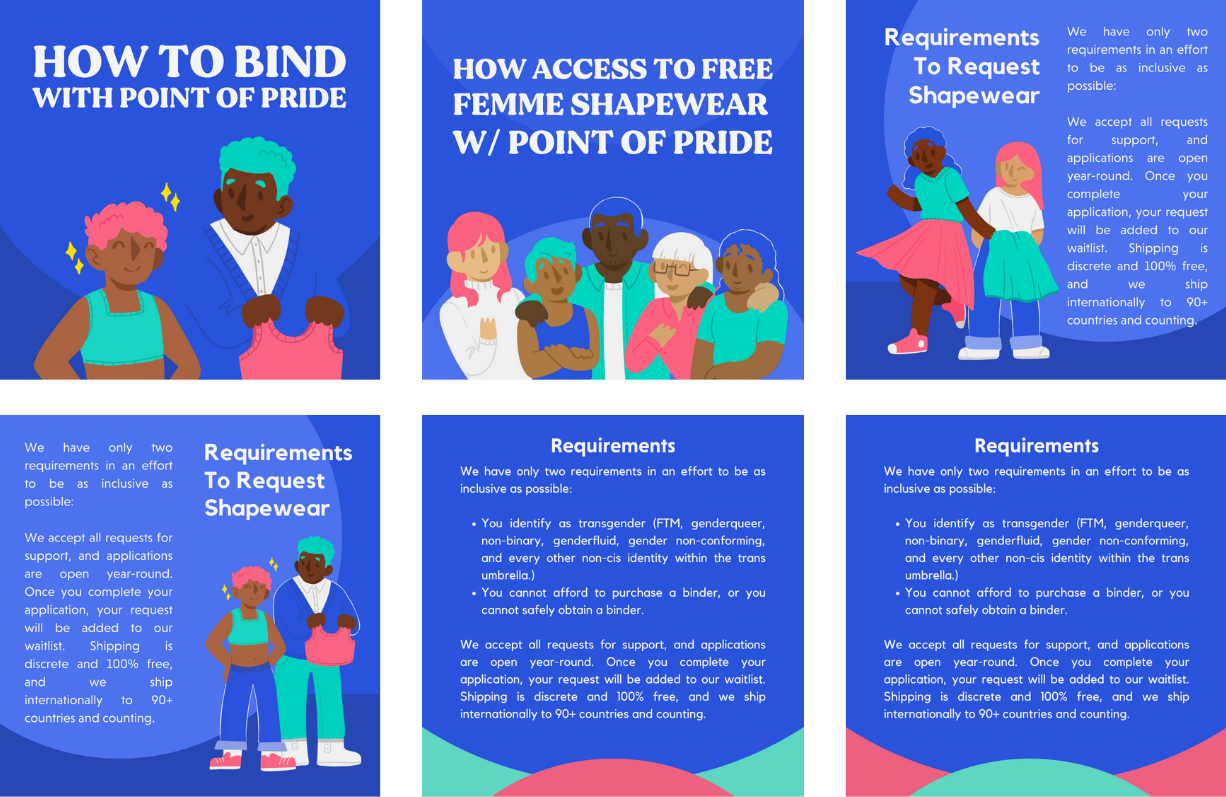 HOW TO BIND
WITH POINT OF PRIDE
HOW ACCESS TO FREE
FEMME SHAPEWEAR
W/ POINT OF PRIDE
Requirements
To Request
Shapewear
We have only two
requirements in an effort
to be as inclusive as
possible:
We accept all requests
for support, and
applications are open
year-round. Once you
complete your
application, your request
will be added to our
waitlist. Shipping is
discrete and 100% free,
and we ship
internationally to 90+
countries and counting.
We have only two
requirements in an effort
to be as inclusive as
possible:
We accept all requests for
support, and applications
are open year-round.
Once you complete your
application, your request
will be added to our
waitlist. Shipping is
discrete and 100% free,
and we ship
internationally to 90+
countries and counting.
Requirements
To Request
Shapewear
Requirements
We have only two requirements in an effort to be as
inclusive as possible:
• You identify as transgender (FTM, genderqueer,
non-binary, genderfluid, gender non-conforming,
and every other non-cis identity within the trans
umbrella.)
• You cannot afford to purchase a binder, or you
cannot safely obtain a binder.
We accept all requests for support, and applications
are open year-round. Once you complete your
application, your request will be added to our waitlist.
Shipping is discrete and 100% free, and we ship
internationally to 90+ countries and counting.
Requirements
We have only two requirements in an effort to be as
inclusive as possible:
• You identify as transgender (FTM, genderqueer,
non-binary, genderfluid, gender non-conforming,
and every other non-cis identity within the trans
umbrella.)
• You cannot afford to purchase a binder, or you
cannot safely obtain a binder.
We accept all requests for support, and applications
are open year-round. Once you complete your
application, your request will be added to our waitlist.
Shipping is discrete and 100% free, and we ship
internationally to 90+ countries and counting.